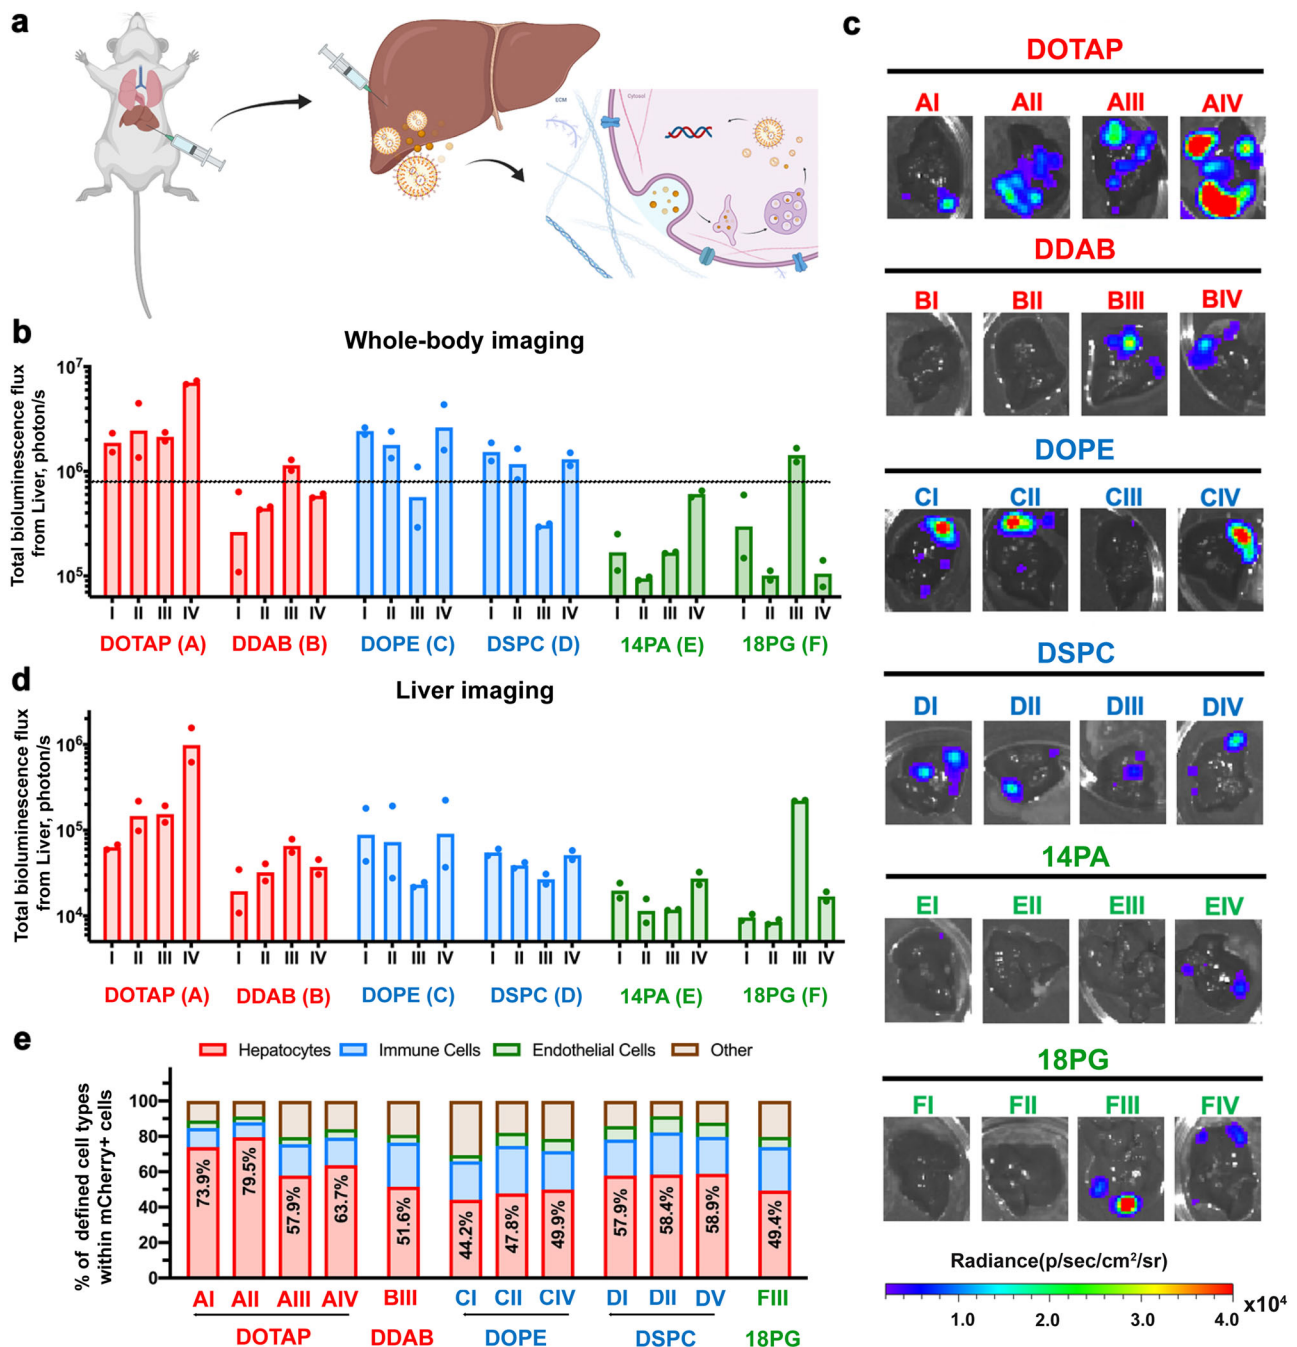 a
ECM
Cytosol
b
Whole-body imaging
Total bioluminescence flux
from Liver, photon/s
10⁷
10⁶
10⁵
I II III IV I II III IV I II III IV I II III IV I II III IV I II III IV
DOTAP (A) DDAB (B) DOPE (C) DSPC (D) 14PA (E) 18PG (F)
c
DOTAP
AI AII AIII AIV
DDAB
BI BII BIII BIV
DOPE
CI CII CIII CIV
DSPC
DI DII DIII DIV
14PA
EI EII EIII EIV
18PG
FI FII FIII FIV
Radiance(p/sec/cm²/sr)
1.0 2.0 3.0 4.0 x10⁴
d
Liver imaging
Total bioluminescence flux
from Liver, photon/s
10⁶
10⁵
10⁴
I II III IV I II III IV I II III IV I II III IV I II III IV I II III IV
DOTAP (A) DDAB (B) DOPE (C) DSPC (D) 14PA (E) 18PG (F)
e
Hepatocytes Immune Cells Endothelial Cells Other
% of defined cell types
within mCherry+ cells
100
80
60
40
20
0
73.9% 79.5% 57.9% 63.7% 51.6% 44.2% 47.8% 49.9% 57.9% 58.4% 58.9% 49.4%
AI AII AIII AIV BIII CI CII CIV DI DII DV FIII
DOTAP DDAB DOPE DSPC 18PG